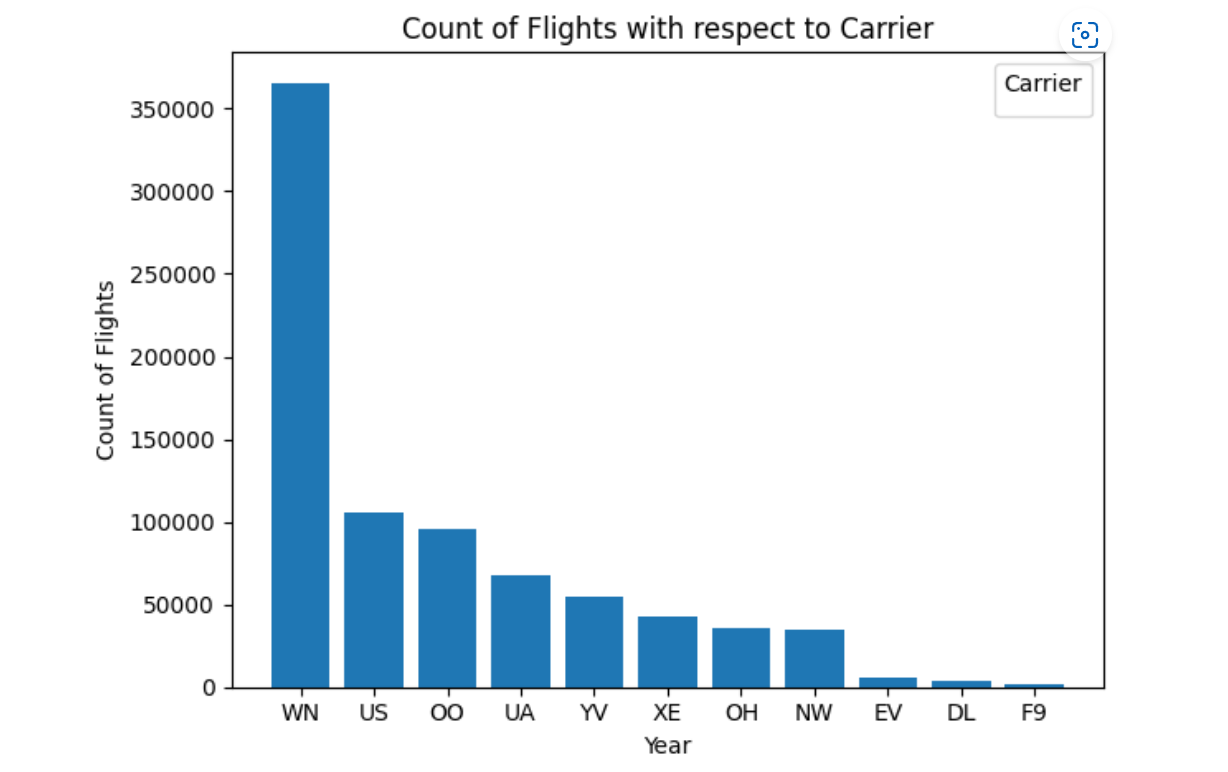 Count of Flights with respect to Carrier
Carrier
350000
300000
250000
200000
150000
100000
50000
0
Count of Flights
WN US OO UA YV XE OH NW EV DL F9
Year